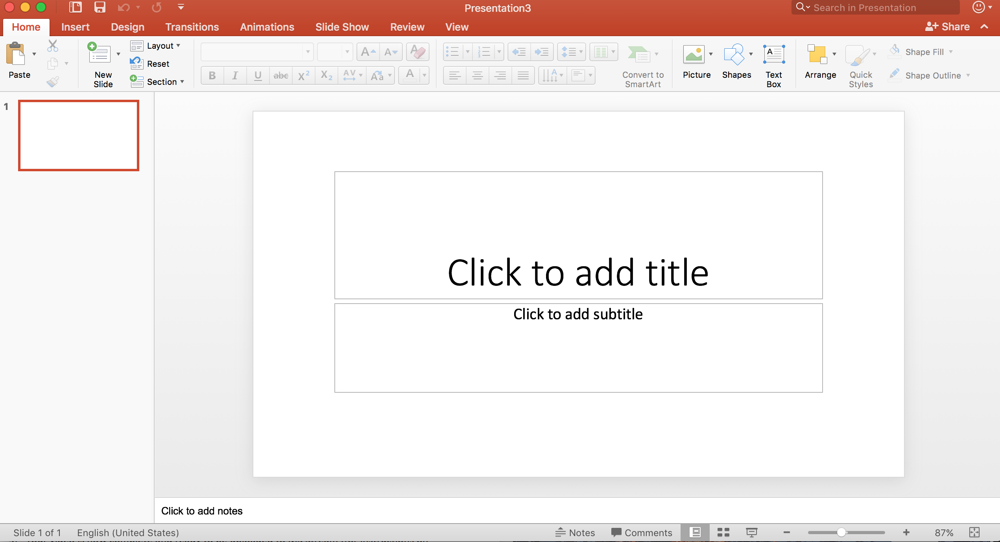 Presentation3
Search in Presentation
Home
Insert
Design
Transitions
Animations
Slide Show
Review
View
Share
Paste
New
Slide
Layout
Reset
Section
B I U abc X2 X2 AV Aa A
Convert to
SmartArt
Picture
Shapes
Text
Box
Arrange
Quick
Styles
Shape Fill
Shape Outline
1
Click to add title
Click to add subtitle
Click to add notes
Slide 1 of 1
English (United States)
Notes
Comments
87%